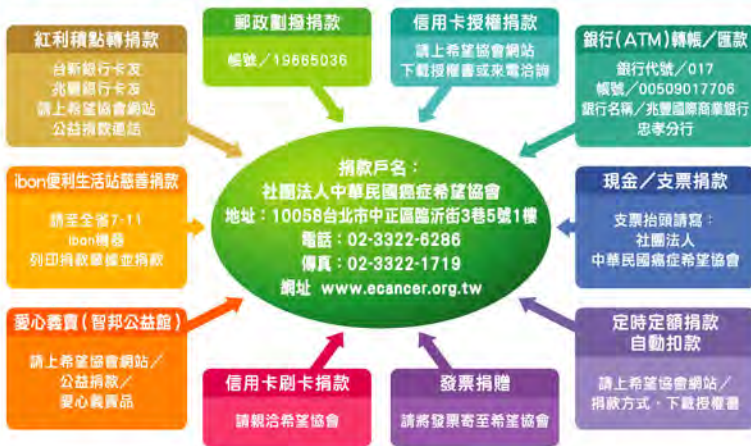 紅利積點轉捐款
台新銀行卡友
兆豐銀行卡友
請上希望協會網站
公益捐款邀請
郵政劃撥捐款
帳號／19665036
信用卡授權捐款
請上希望協會網站
下載授權書或來電洽詢
銀行(ATM)轉帳／匯款
銀行代號／017
帳號／00509017706
銀行名稱／兆豐國際商業銀行
忠孝分行
ibon便利生活站慈善捐款
請至全省7-11
ibon機器
列印捐款單據並捐款
捐款戶名：
社團法人中華民國癌症希望協會
地址：10058台北市中正區臨沂街3巷5號1樓
電話：02-3322-6286
傳真：02-3322-1719
網址 www.ecancer.org.tw
現金／支票捐款
支票抬頭請寫：
社團法人
中華民國癌症希望協會
愛心義賣(智邦公益館)
請上希望協會網站／
公益捐款／
愛心義賣品
信用卡刷卡捐款
請親洽希望協會
發票捐贈
請將發票寄至希望協會
定時定額捐款
自動扣款
請上希望協會網站／
捐款方式，下載授權書